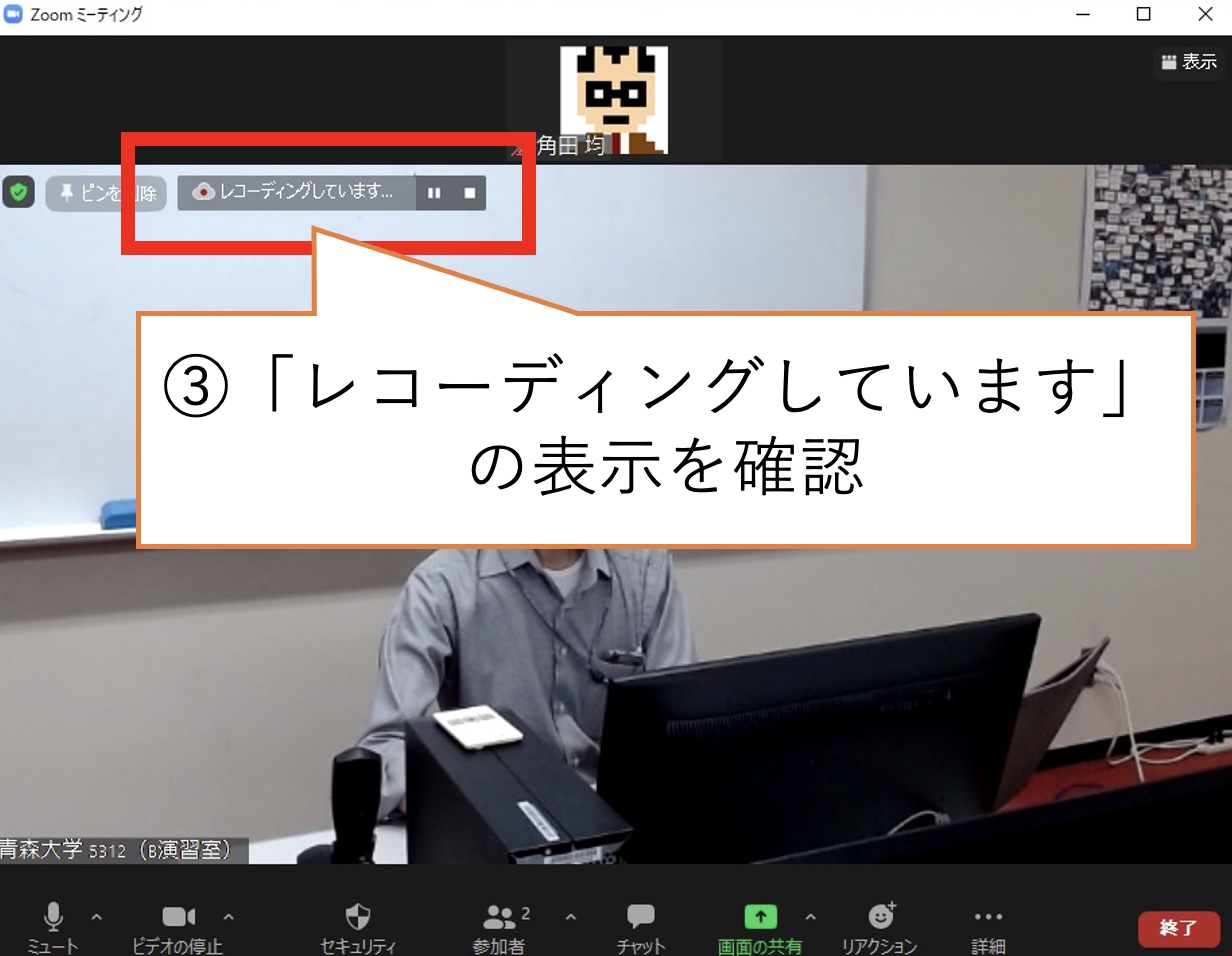 Zoom ミーティング
表示
角田 均
ピンを 除
レコーディングしています...
③「レコーディングしています」
の表示を確認
青森大学 5312（B演習室）
2
ミュート
ビデオの停止
セキュリティ
参加者
チャット
画面の共有
リアクション
詳細
終了